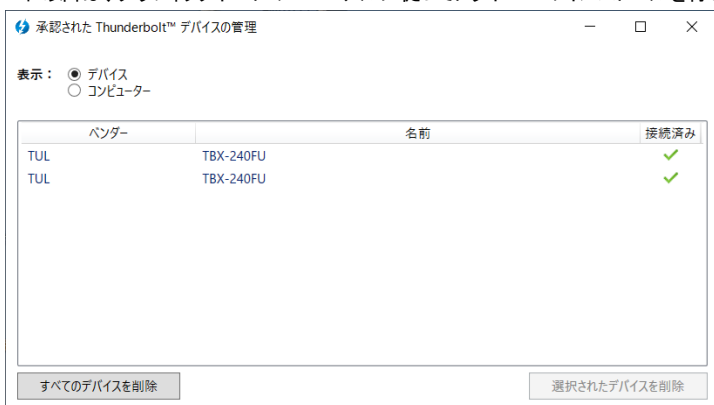 承認された Thunderbolt™ デバイスの管理
表示： デバイス
コンピューター
ベンダー 名前 接続済み
TUL TBX-240FU
TUL TBX-240FU
すべてのデバイスを削除 選択されたデバイスを削除